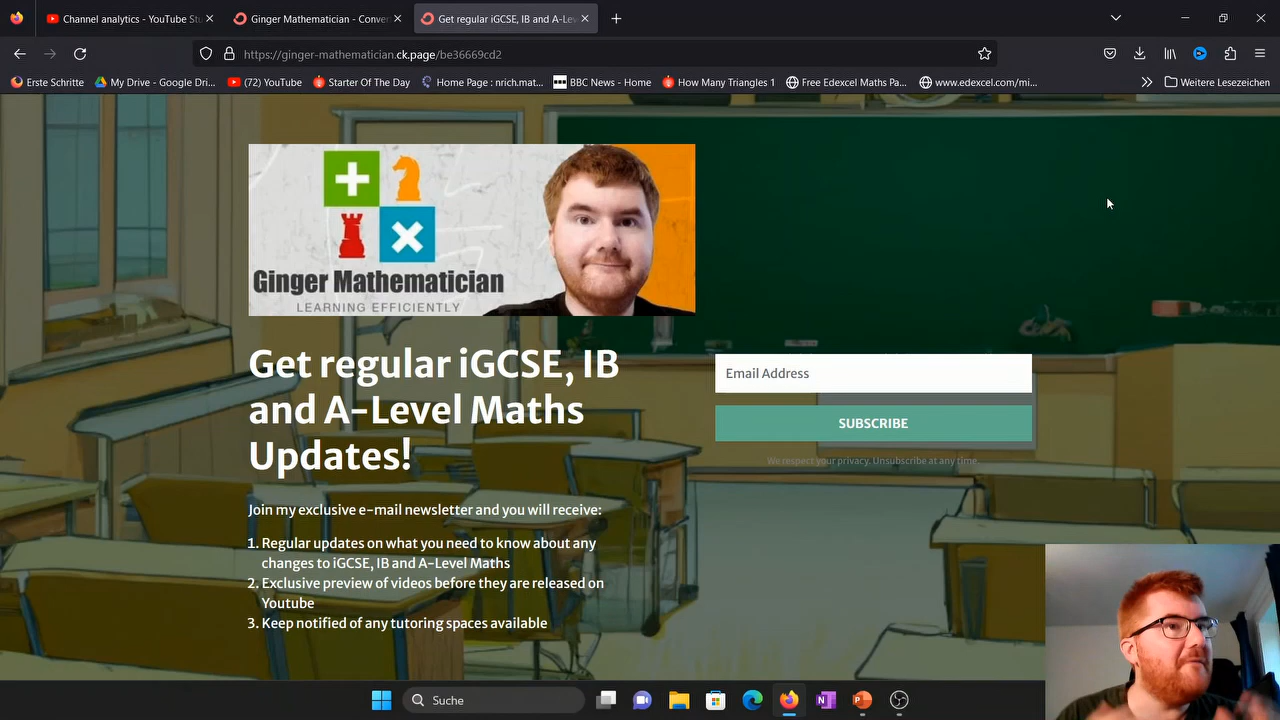 Channel analytics - YouTube Stu
Ginger Mathematician - Conver
Get regular iGCSE, IB and A-Lev
https://ginger-mathematician.ck.page/be36669cd2
Erste Schritte
My Drive - Google Dri...
(72) YouTube
Starter Of The Day
Home Page : nrich.mat...
BBC News - Home
How Many Triangles 1
Free Edexcel Maths Pa...
www.edexcel.com/mi...
Weitere Lesezeichen
Ginger Mathematician
LEARNING EFFICIENTLY
Get regular iGCSE, IB
and A-Level Maths
Updates!
Join my exclusive e-mail newsletter and you will receive:
1. Regular updates on what you need to know about any
changes to iGCSE, IB and A-Level Maths
2. Exclusive preview of videos before they are released on
Youtube
3. Keep notified of any tutoring spaces available
Email Address
SUBSCRIBE
We respect your privacy. Unsubscribe at any time.
Suche